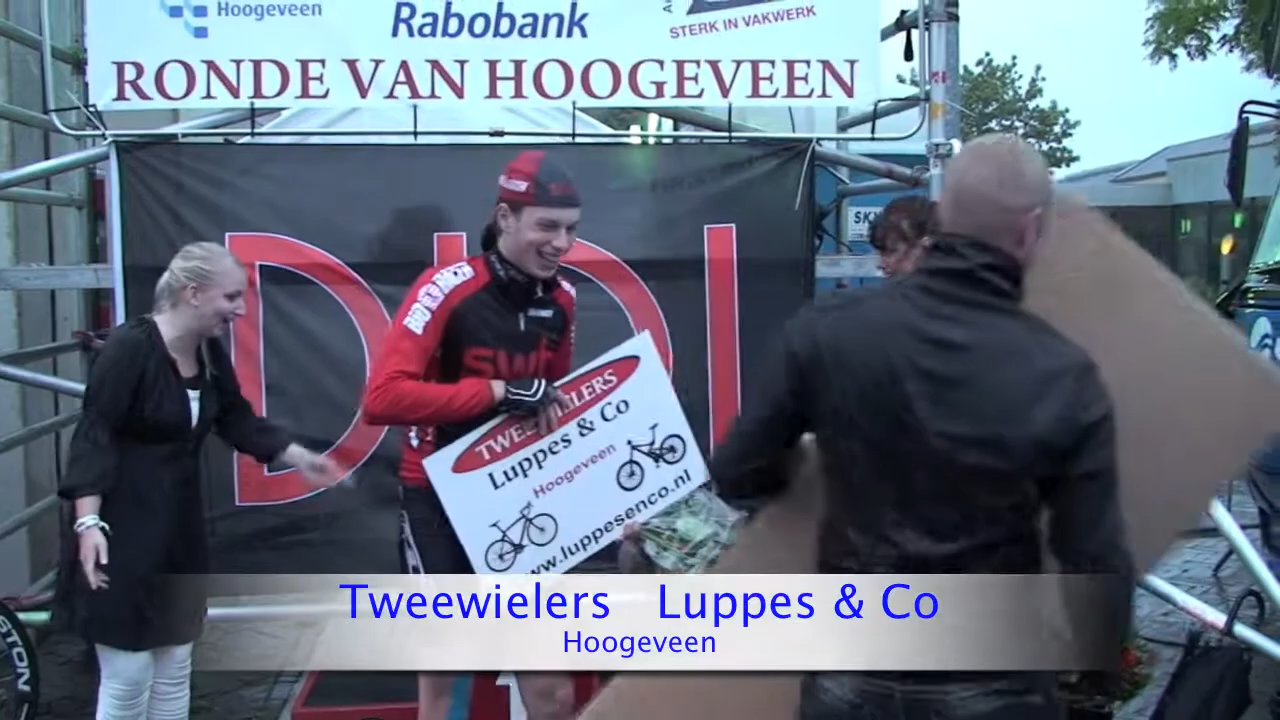 Hoogeveen
Rabobank
STERK IN VAKWERK
RONDE VAN HOOGEVEEN
DIDI
TWEEWIELERS
Luppes & Co
Hoogeveen
www.luppesenco.nl
Tweewielers Luppes & Co
Hoogeveen